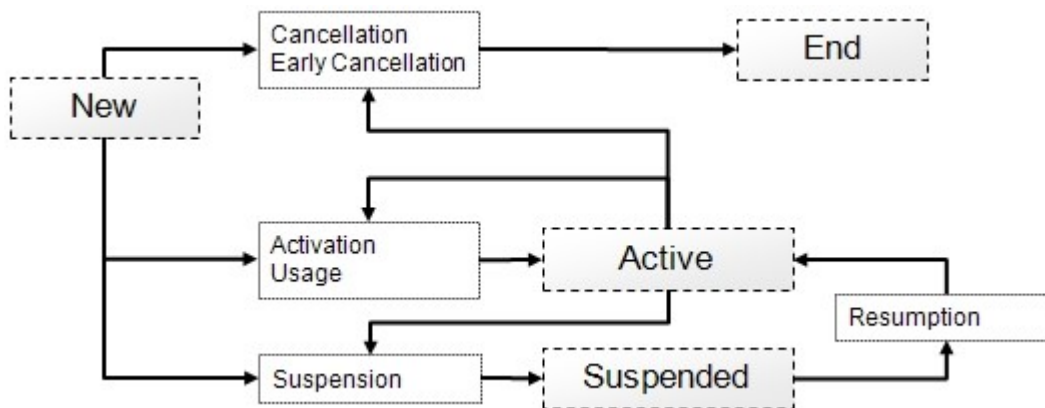 Cancellation
Early Cancellation
End
New
Activation
Usage
Active
Resumption
Suspension
Suspended